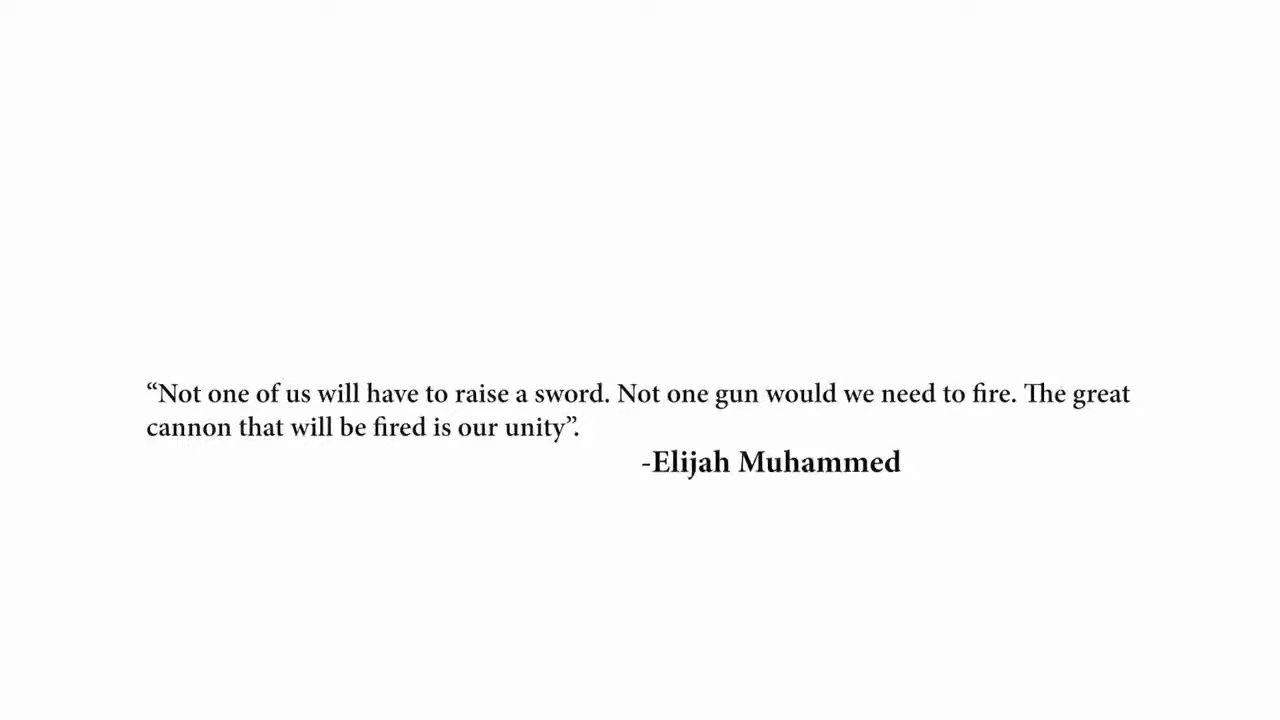 “Not one of us will have to raise a sword. Not one gun would we need to fire. The great
cannon that will be fired is our unity”.
-Elijah Muhammed